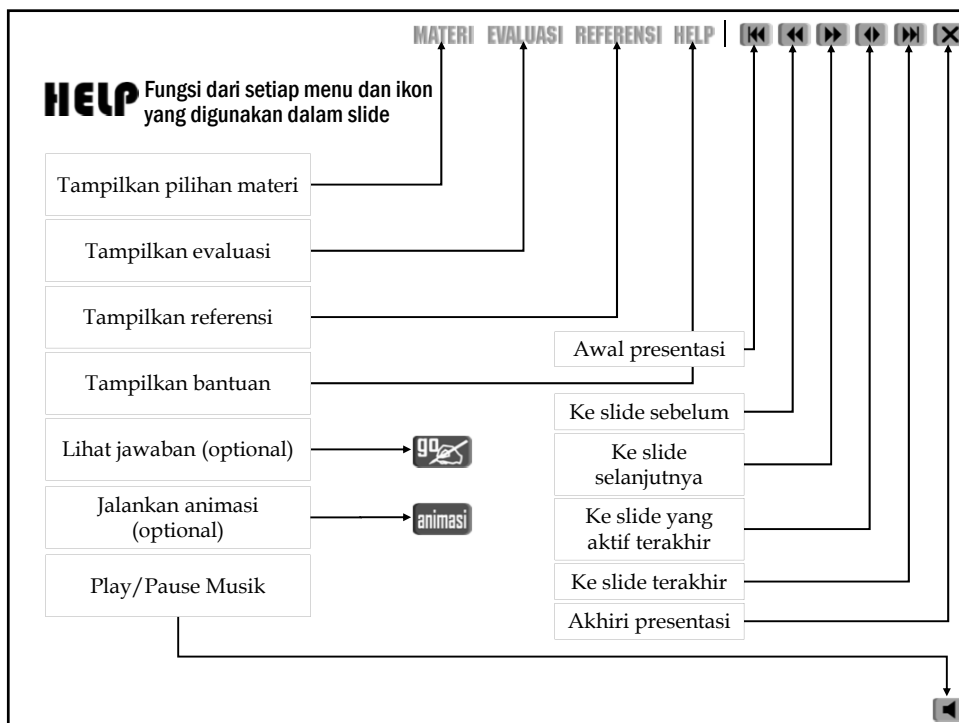 MATERI EVALUASI REFERENSI HELP
HELP
Fungsi dari setiap menu dan ikon
yang digunakan dalam slide
Tampilkan pilihan materi
Tampilkan evaluasi
Tampilkan referensi
Tampilkan bantuan
Lihat jawaban (optional)
Jalankan animasi
(optional)
animasi
Play/Pause Musik
Awal presentasi
Ke slide sebelum
Ke slide
selanjutnya
Ke slide yang
aktif terakhir
Ke slide terakhir
Akhiri presentasi